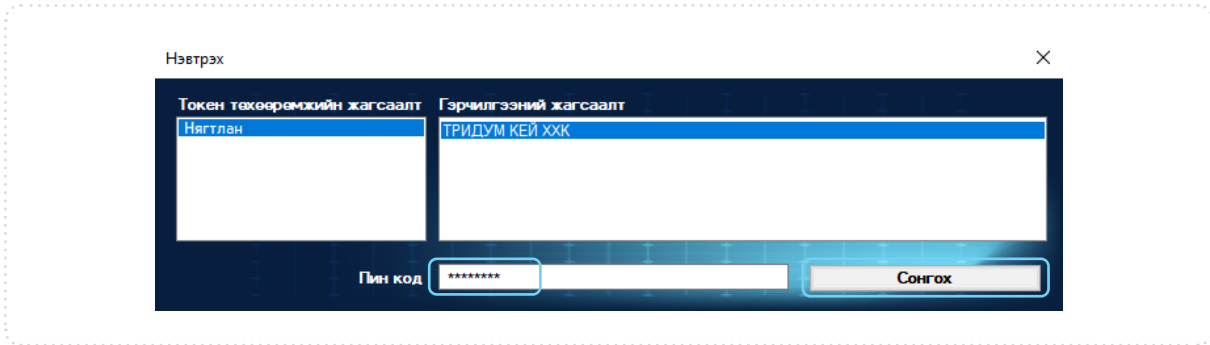 Нэвтрэх
Токен төхөөрөмжийн жагсаалт Гэрчилгээний жагсаалт
Нягтлан
ТРИДУМ КЕЙ ХХК
Пин код ******** Сонгох